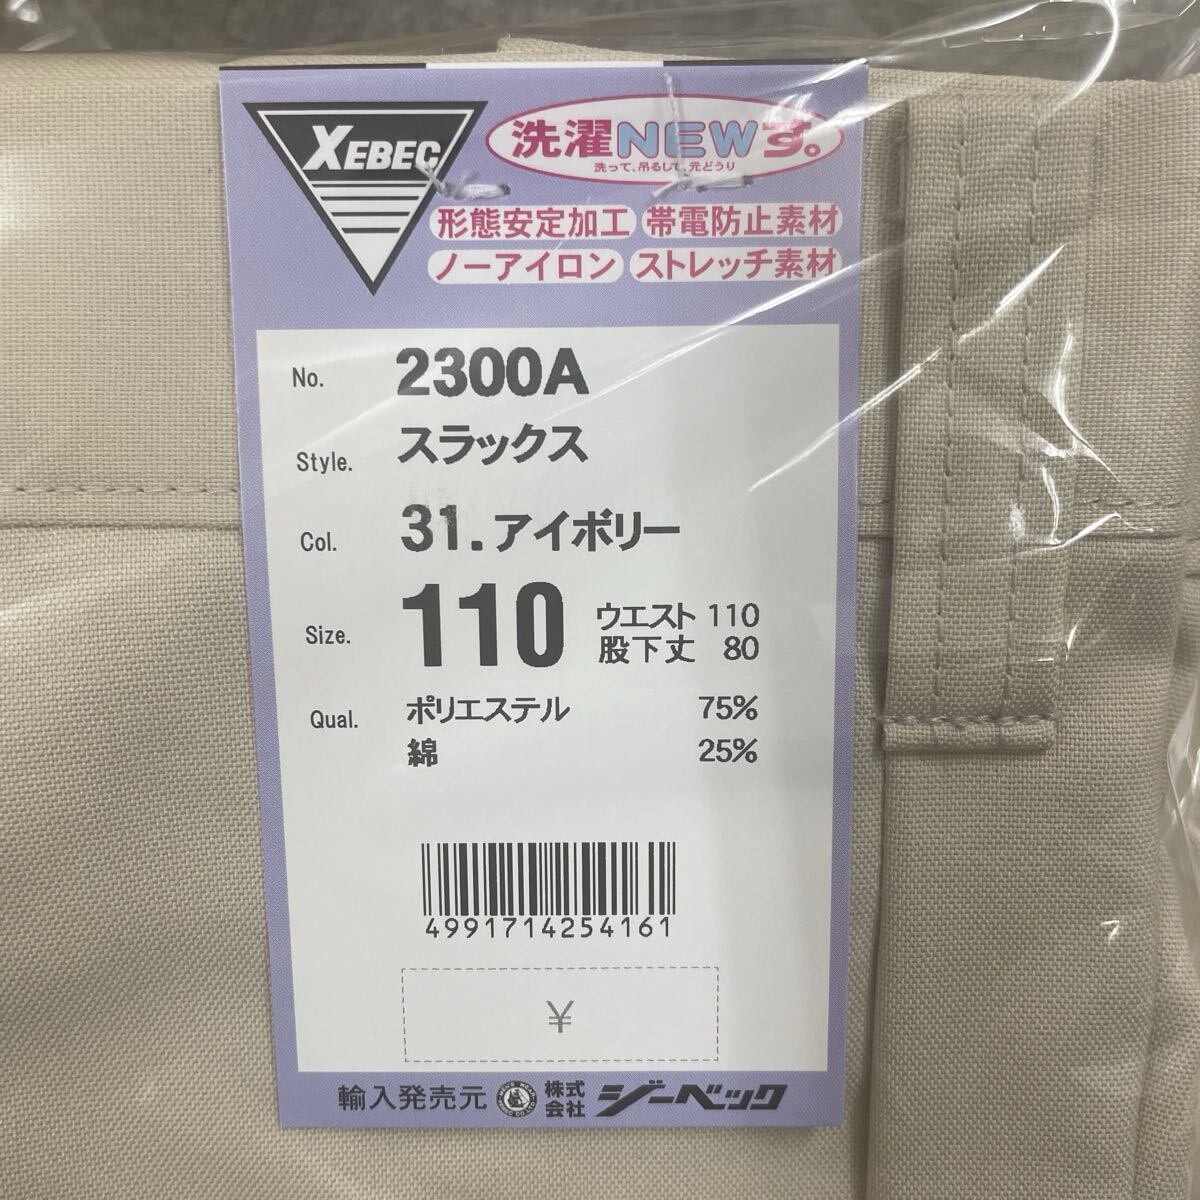 XEBEC
洗濯NEWす。
洗って、吊るして、元どうり
形態安定加工 帯電防止素材
ノーアイロン ストレッチ素材
No. 2300A
Style. スラックス
Col. 31.アイボリー
Size. 110 ウエスト 110
股下丈 80
Qual. ポリエステル 75%
綿 25%
4991714254161
¥
輸入発売元 株式会社 ジーベック